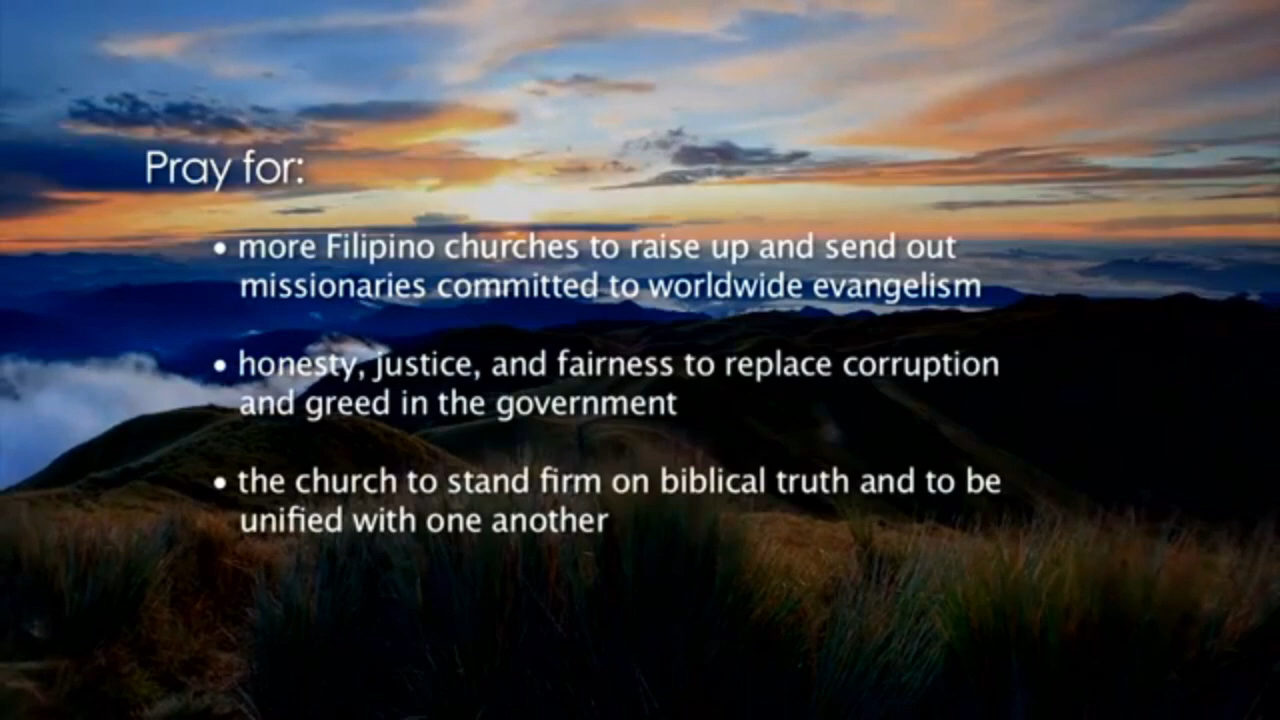 Pray for:
• more Filipino churches to raise up and send out
missionaries committed to worldwide evangelism
• honesty, justice, and fairness to replace corruption
and greed in the government
• the church to stand firm on biblical truth and to be
unified with one another